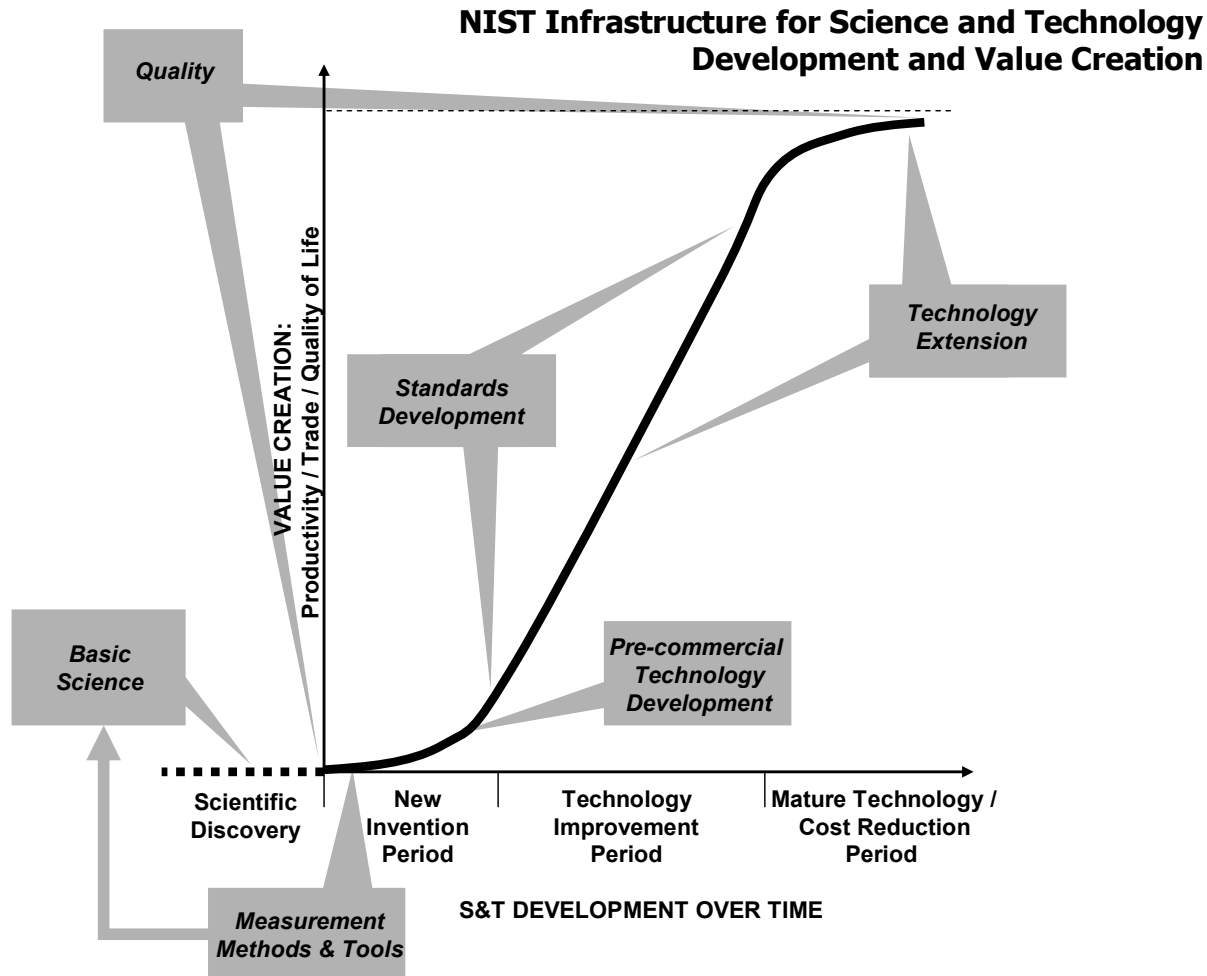 NIST Infrastructure for Science and Technology
Development and Value Creation
Quality
VALUE CREATION:
Productivity / Trade / Quality of Life
Technology
Extension
Standards
Development
Basic
Science
Pre-commercial
Technology
Development
Scientific
Discovery
New
Invention
Period
Technology
Improvement
Period
Mature Technology /
Cost Reduction
Period
S&T DEVELOPMENT OVER TIME
Measurement
Methods & Tools